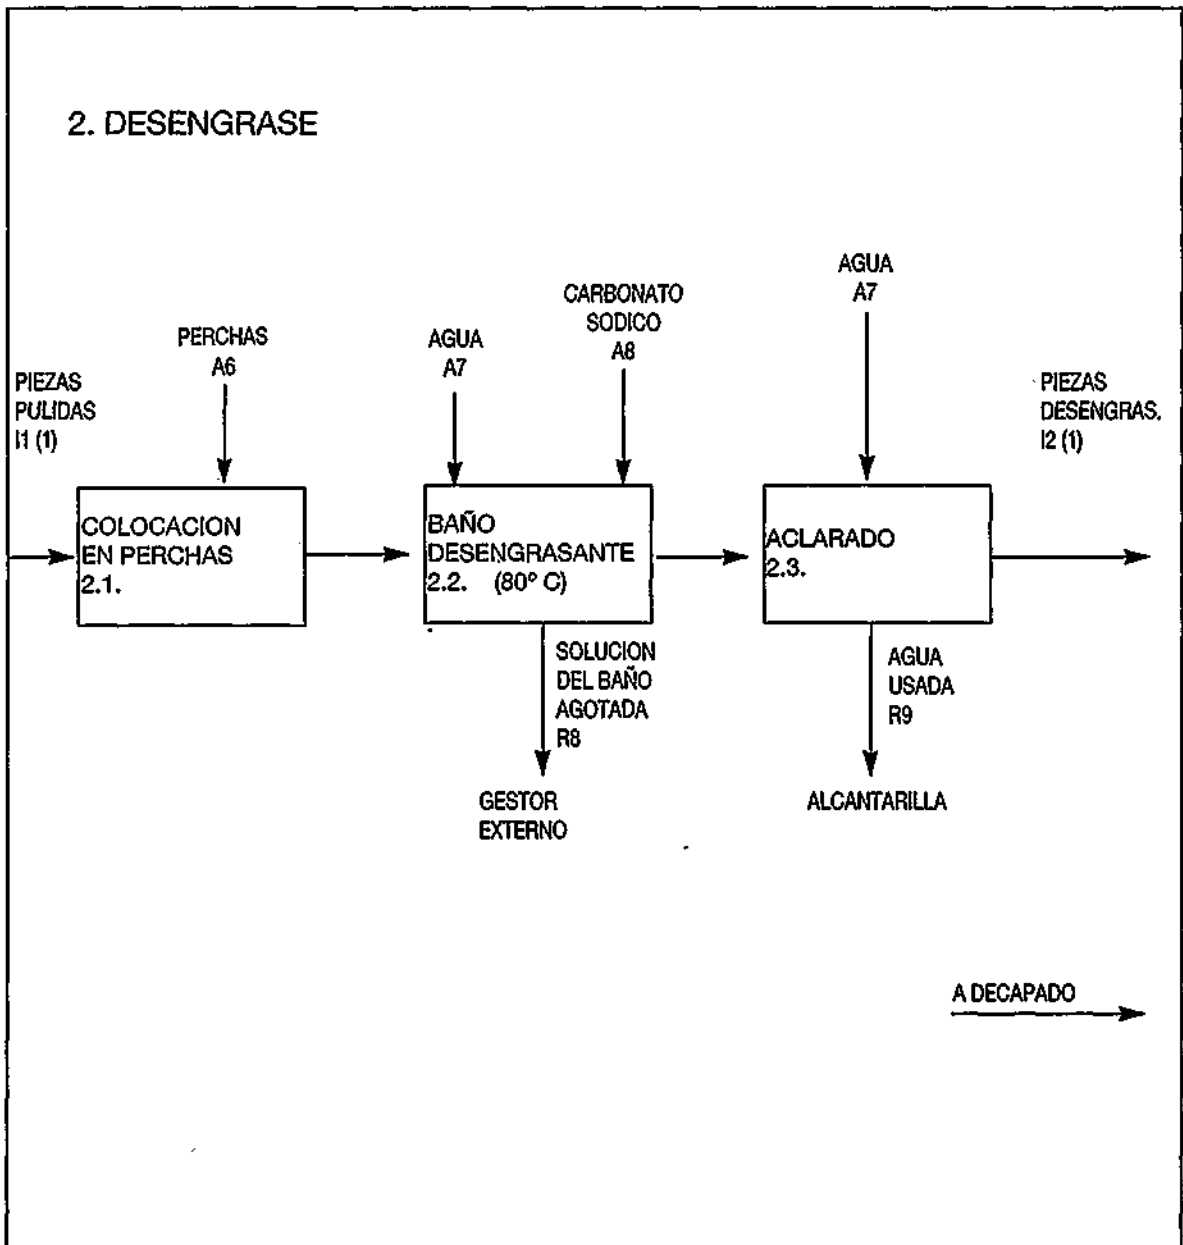 2. DESENGRASE
PIEZAS
PULIDAS
I1 (1)
PERCHAS
A6
AGUA
A7
CARBONATO
SODICO
A8
AGUA
A7
PIEZAS
DESENGRAS.
I2 (1)
COLOCACION
EN PERCHAS
2.1.
BAÑO
DESENGRASANTE
2.2. (80º C)
ACLARADO
2.3.
SOLUCION
DEL BAÑO
AGOTADA
R8
AGUA
USADA
R9
GESTOR
EXTERNO
ALCANTARILLA
A DECAPADO